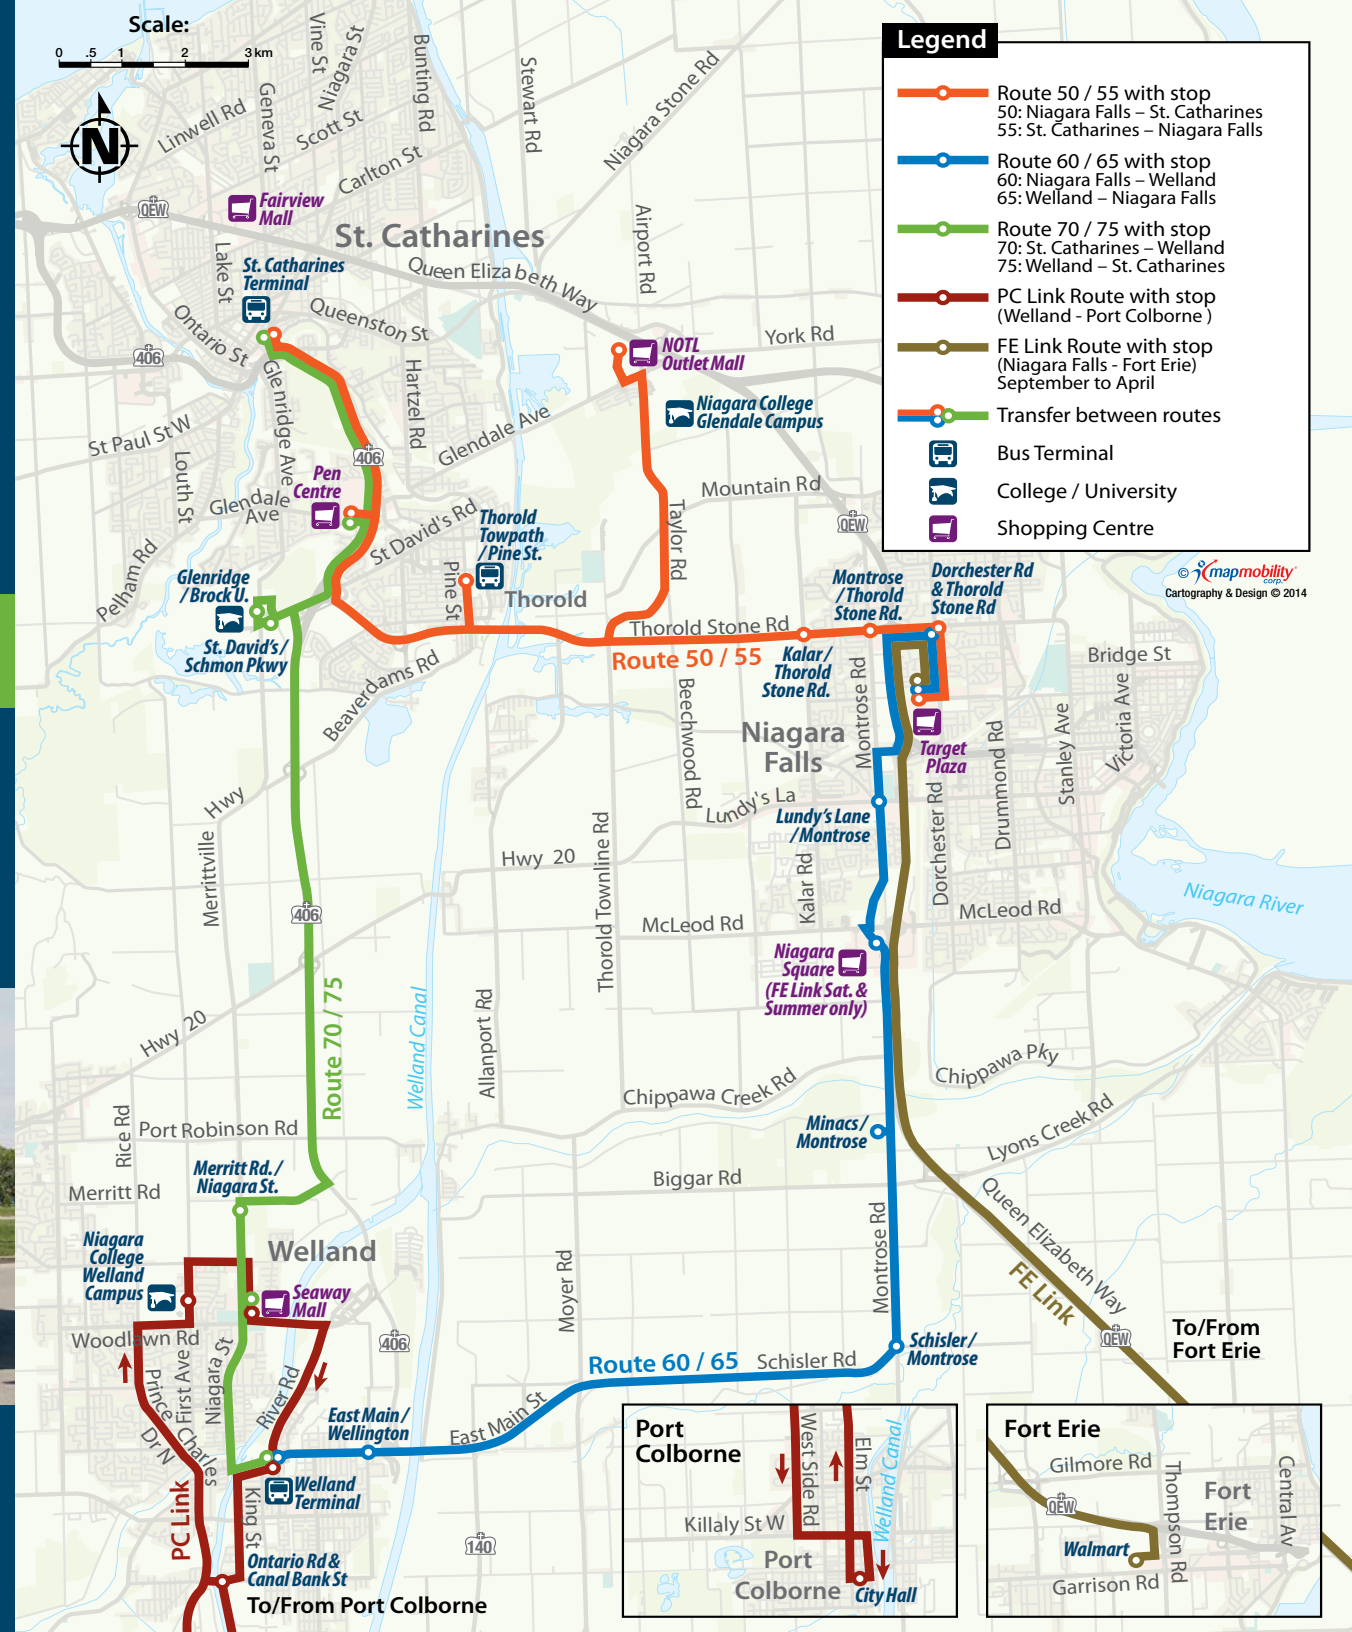 Scale:
0 .5 1 2 3 km
N
Legend
Route 50 / 55 with stop
50: Niagara Falls – St. Catharines
55: St. Catharines – Niagara Falls
Route 60 / 65 with stop
60: Niagara Falls – Welland
65: Welland – Niagara Falls
Route 70 / 75 with stop
70: St. Catharines – Welland
75: Welland – St. Catharines
PC Link Route with stop
(Welland - Port Colborne )
FE Link Route with stop
(Niagara Falls - Fort Erie)
September to April
Transfer between routes
Bus Terminal
College / University
Shopping Centre
© mapmobility corp.
Cartography & Design © 2014
Vine St
Niagara St
Bunting Rd
Stewart Rd
Niagara Stone Rd
Linwell Rd
Geneva St
Scott St
Carlton St
QEW
Fairview
Mall
St. Catharines
Airport Rd
Lake St
St. Catharines
Terminal
Queen Elizabeth Way
Ontario St
Queenston St
York Rd
NOTL
Outlet Mall
406
Glenridge Ave
Hartzel Rd
Niagara College
Glendale Campus
St Paul St W
Glendale Ave
406
Louth St
Pen
Centre
Glendale
Ave
Mountain Rd
QEW
St David's Rd
Thorold
Towpath
/ Pine St.
Taylor Rd
Pelham Rd
Glenridge
/ Brock U.
Pine St
Thorold
Montrose
/ Thorold
Stone Rd.
Dorchester Rd
& Thorold
Stone Rd
St. David's /
Schmon Pkwy
Thorold Stone Rd
Route 50 / 55
Kalar /
Thorold
Stone Rd.
Bridge St
Beaverdams Rd
Beechwood Rd
Montrose Rd
Niagara
Falls
Target
Plaza
Drummond Rd
Stanley Ave
Victoria Ave
Hwy
Lundy's La
Lundy's Lane
/ Montrose
Dorchester Rd
Merrittville
Hwy 20
Thorold Townline Rd
Kalar Rd
Niagara River
406
McLeod Rd
McLeod Rd
Niagara
Square
(FE Link Sat. &
Summer only)
Route 70 / 75
Welland Canal
Allanport Rd
Hwy 20
Chippawa Pky
Chippawa Creek Rd
Rice Rd
Port Robinson Rd
Minacs /
Montrose
Lyons Creek Rd
Merritt Rd. /
Niagara St.
Merritt Rd
Biggar Rd
Queen Elizabeth Way
Niagara
College
Welland
Campus
Welland
Moyer Rd
Montrose Rd
FE Link
Seaway
Mall
Woodlawn Rd
406
QEW
To/From
Fort Erie
First Ave
Niagara St
River Rd
Prince Charles
Dr N
Route 60 / 65
Schisler Rd
Schisler /
Montrose
East Main /
Wellington
East Main St
PC Link
King St
Welland
Terminal
140
Ontario Rd &
Canal Bank St
To/From Port Colborne
Port
Colborne
West Side Rd
Elm St
Welland Canal
Killaly St W
Port
Colborne
City Hall
Fort Erie
Gilmore Rd
QEW
Thompson Rd
Fort
Erie
Central Av
Walmart
Garrison Rd